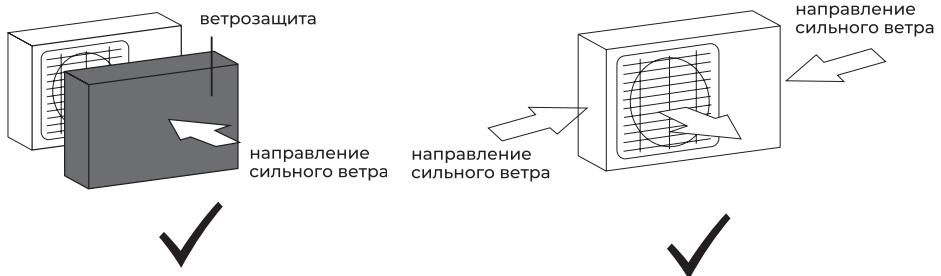 ветрозащита
направление
сильного ветра
направление
сильного ветра
направление
сильного ветра